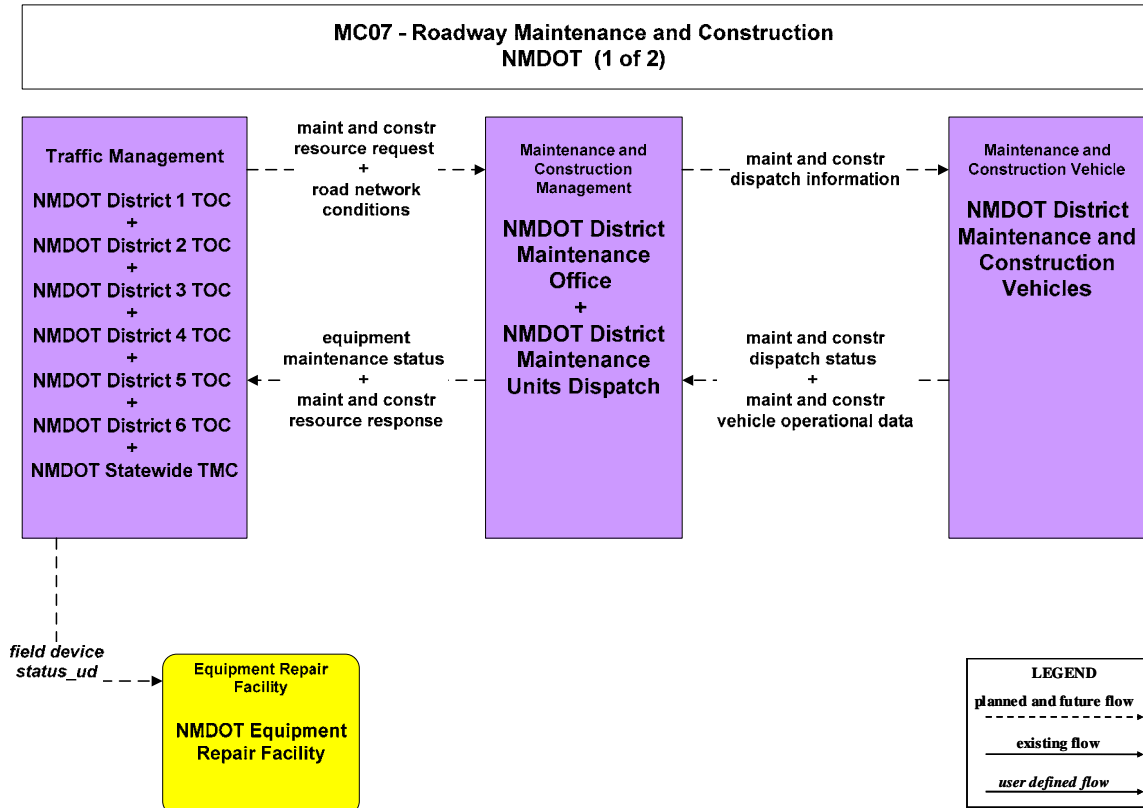 MC07 - Roadway Maintenance and Construction
NMDOT (1 of 2)
Traffic Management
NMDOT District 1 TOC
+
NMDOT District 2 TOC
+
NMDOT District 3 TOC
+
NMDOT District 4 TOC
+
NMDOT District 5 TOC
+
NMDOT District 6 TOC
+
NMDOT Statewide TMC
maint and constr
resource request
+
road network
conditions
equipment
maintenance status
+
maint and constr
resource response
Maintenance and
Construction
Management
NMDOT District
Maintenance
Office
+
NMDOT District
Maintenance
Units Dispatch
maint and constr
dispatch information
maint and constr
dispatch status
+
maint and constr
vehicle operational data
Maintenance and
Construction Vehicle
NMDOT District
Maintenance and
Construction
Vehicles
field device
status_ud
Equipment Repair
Facility
NMDOT Equipment
Repair Facility
LEGEND
planned and future flow
existing flow
user defined flow